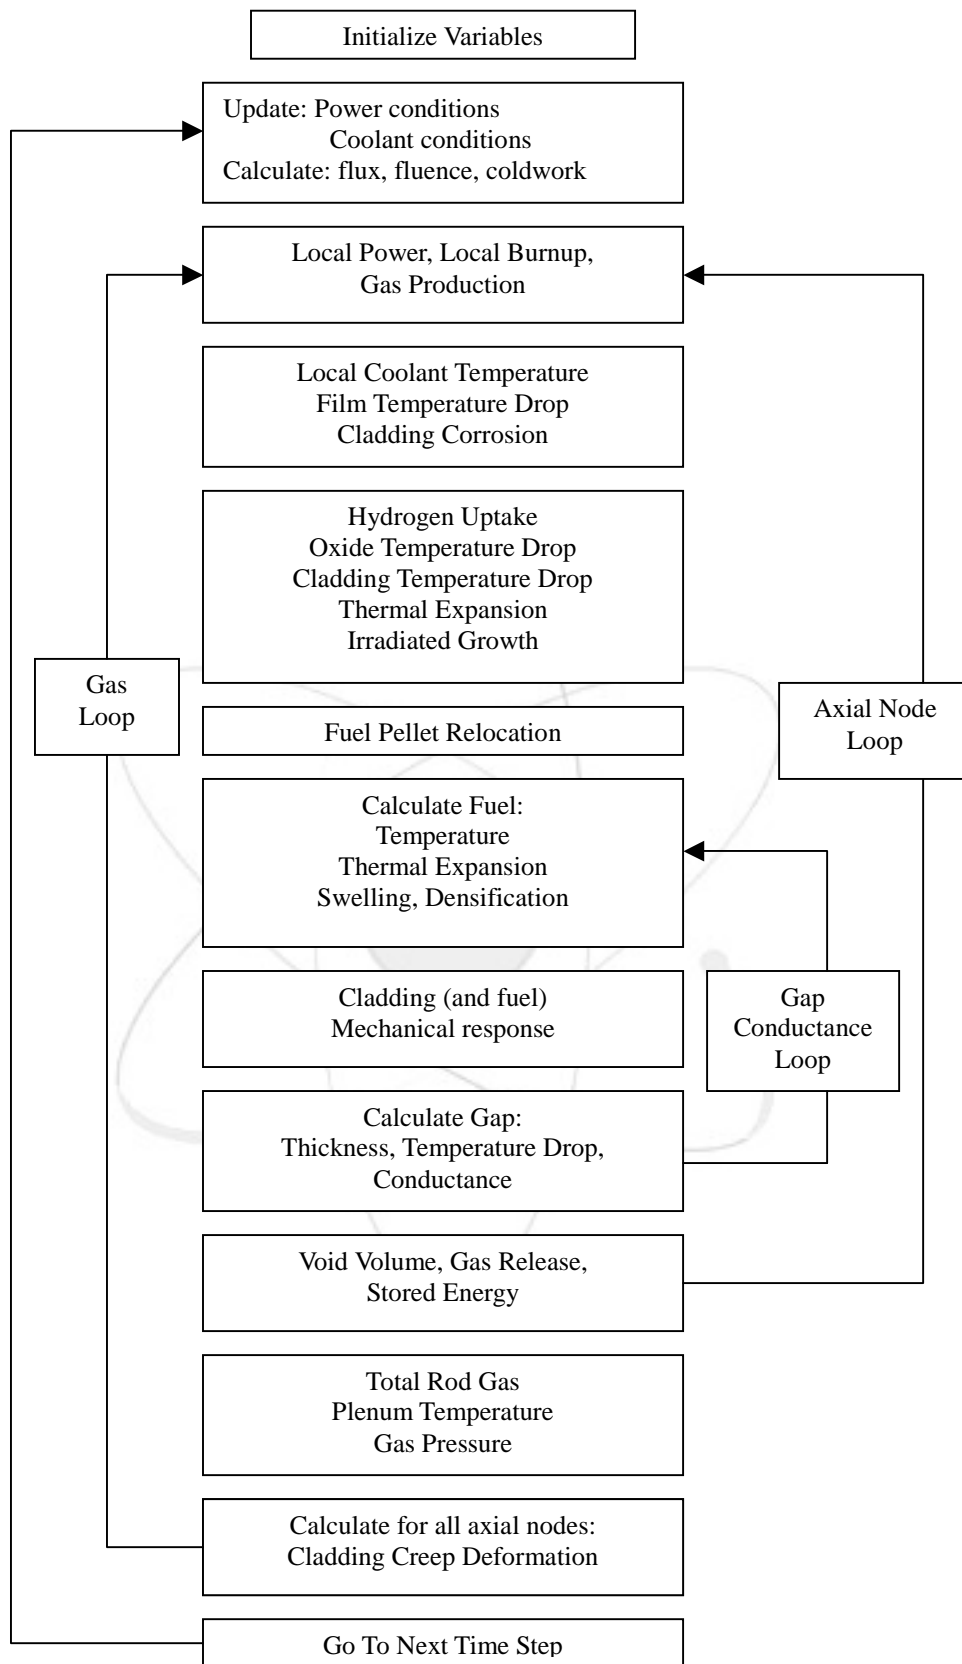 Initialize Variables
Update: Power conditions
Coolant conditions
Calculate: flux, fluence, coldwork
Local Power, Local Burnup,
Gas Production
Local Coolant Temperature
Film Temperature Drop
Cladding Corrosion
Hydrogen Uptake
Oxide Temperature Drop
Cladding Temperature Drop
Thermal Expansion
Irradiated Growth
Gas
Loop
Axial Node
Loop
Fuel Pellet Relocation
Calculate Fuel:
Temperature
Thermal Expansion
Swelling, Densification
Cladding (and fuel)
Mechanical response
Gap
Conductance
Loop
Calculate Gap:
Thickness, Temperature Drop,
Conductance
Void Volume, Gas Release,
Stored Energy
Total Rod Gas
Plenum Temperature
Gas Pressure
Calculate for all axial nodes:
Cladding Creep Deformation
Go To Next Time Step